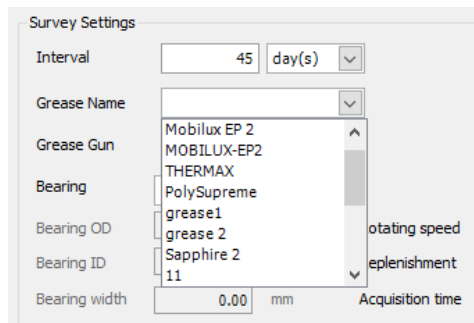 Survey Settings
Interval 45 day(s)
Grease Name
Mobilux EP 2
MOBILUX-EP2
Grease Gun
THERMAX
Bearing
PolySupreme
grease1
Bearing OD
grease 2
otating speed
Sapphire 2
Bearing ID
eplenishment
11
Bearing width 0.00 mm Acquisition time